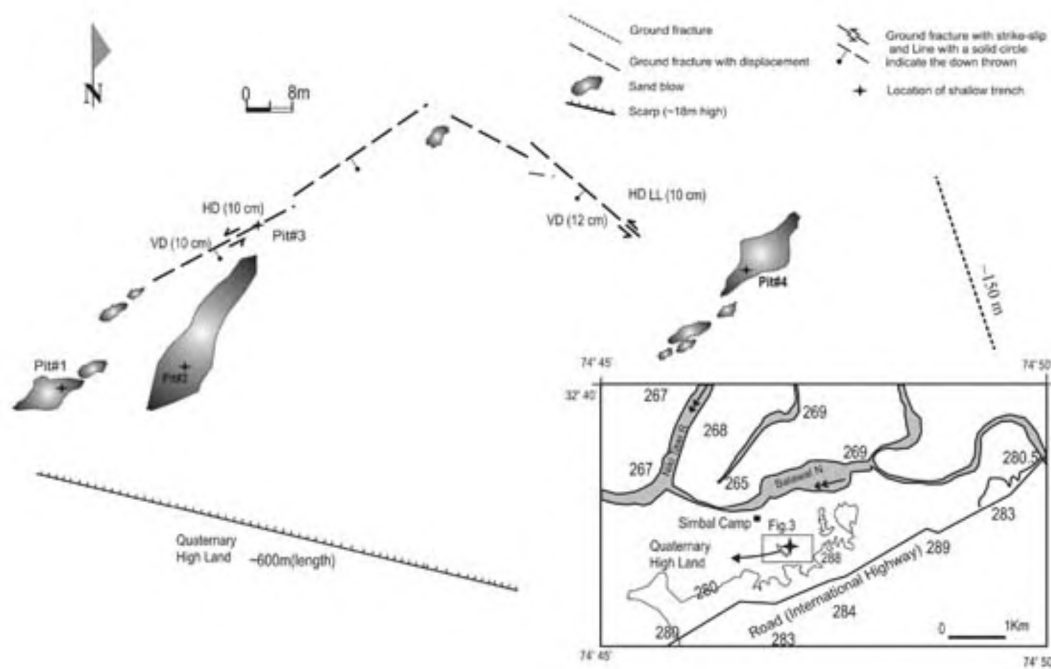 N
0 8m
Ground fracture
Ground fracture with displacement
Sand blow
Scarp (~18m high)
Ground fracture with strike-slip
and Line with a solid circle
indicate the down thrown
Location of shallow trench
HD (10 cm)
VD (10 cm)
Pit#3
HD LL (10 cm)
VD (12 cm)
Pit#4
~150 m
Pit#1
Pit#2
Quaternary
High Land
~600m(length)
74° 45'
74° 50'
32° 40'
267
268
269
267
265
269
280.5
283
Balawal N
Simbal Camp
Fig.3
Quaternary
High Land
288
289
280
284
280
283
Road (International Highway)
0 1Km
74° 45'
74° 50'